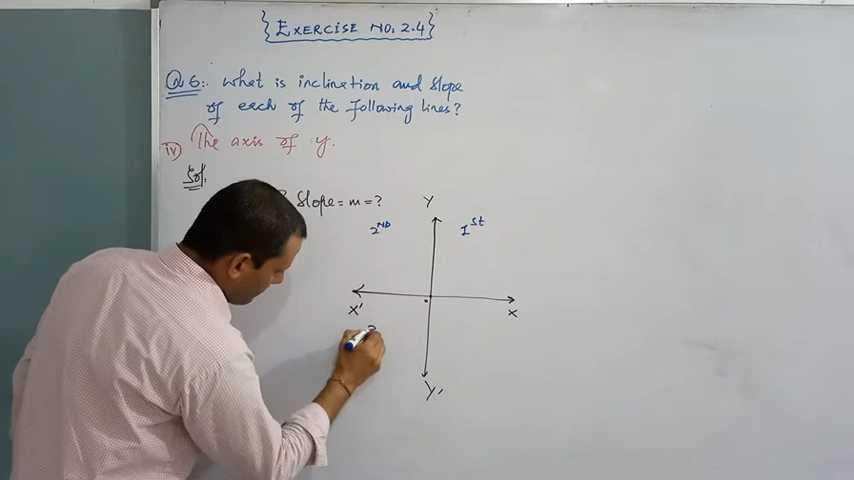 EXERCISE NO: 2.4
Q6:. What is inclination and slope
of each of the following lines?
iv) The axis of y.
Sol:
? Slope = m = ?
Y
2ND 1st
X' X
Y'